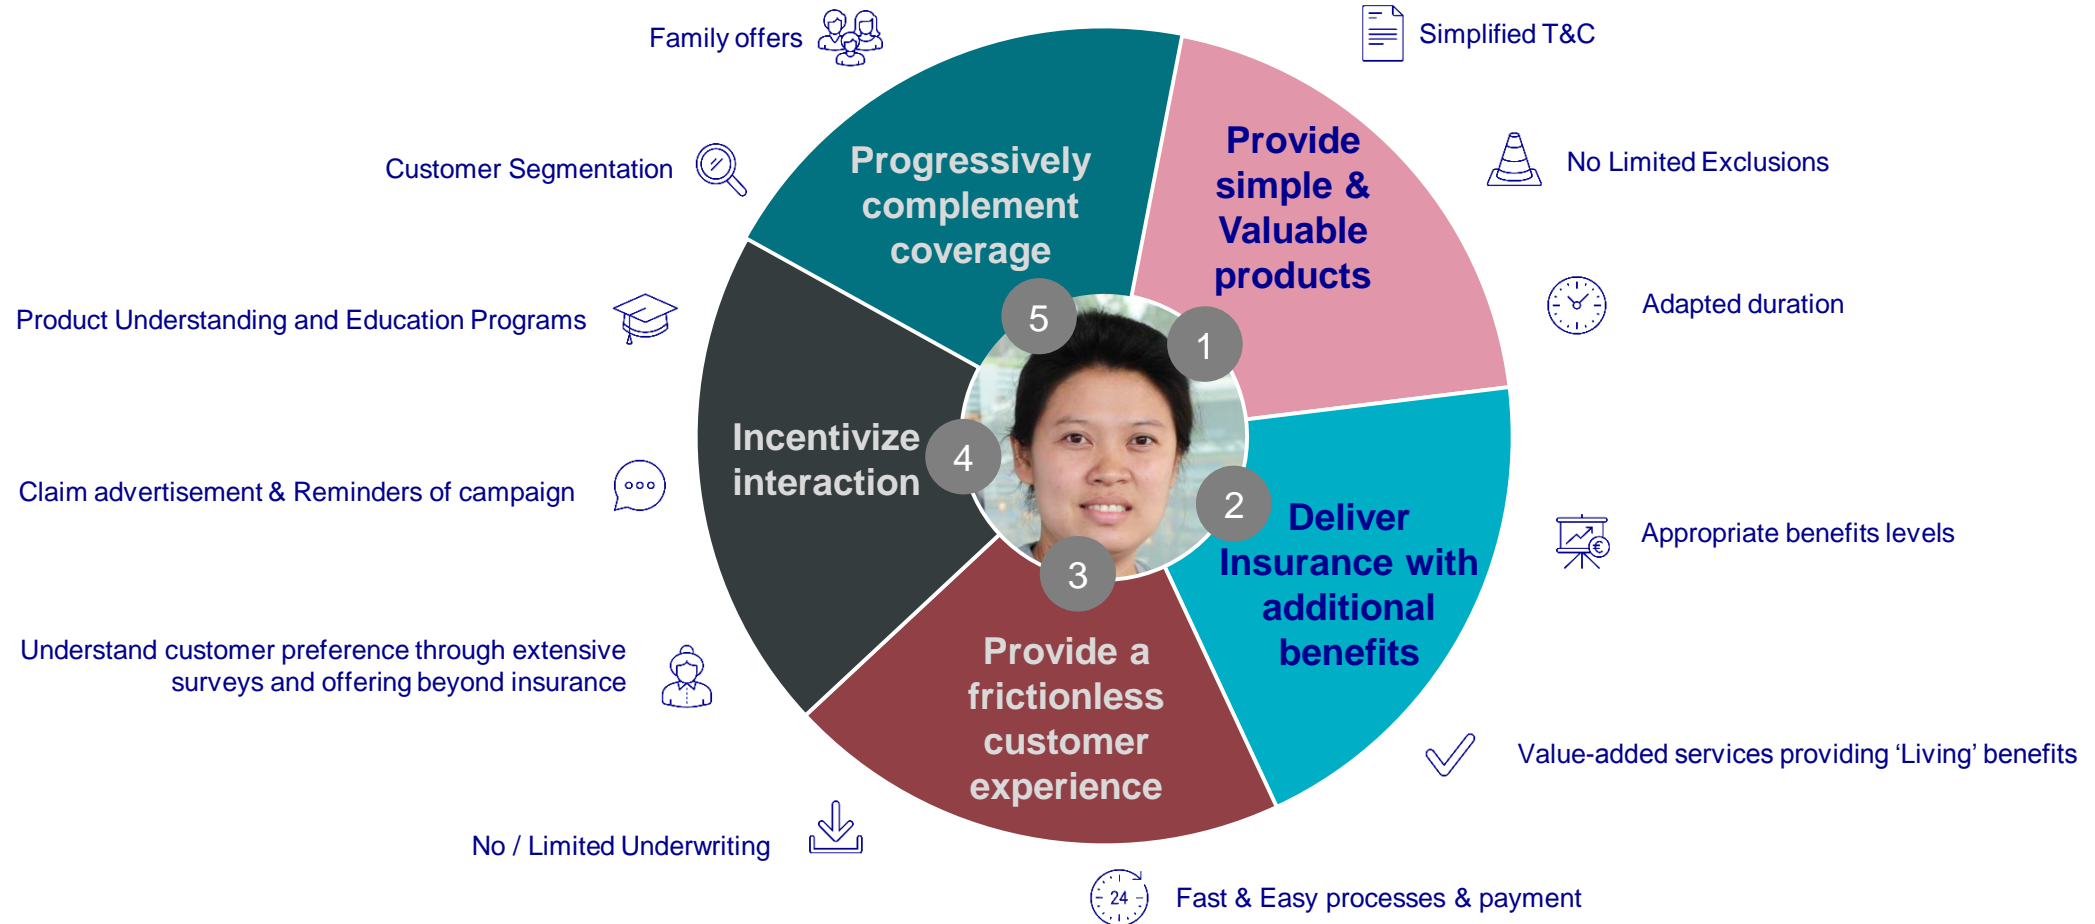 Family offers
Simplified T&C
Customer Segmentation
No Limited Exclusions
Progressively
complement
coverage
Provide
simple &
Valuable
products
Product Understanding and Education Programs
Adapted duration
5
1
Incentivize
interaction
4
2
Claim advertisement & Reminders of campaign
Deliver
Insurance with
additional
benefits
Appropriate benefits levels
€
3
Understand customer preference through extensive
surveys and offering beyond insurance
Provide a
frictionless
customer
experience
Value-added services providing ‘Living’ benefits
No / Limited Underwriting
24
Fast & Easy processes & payment